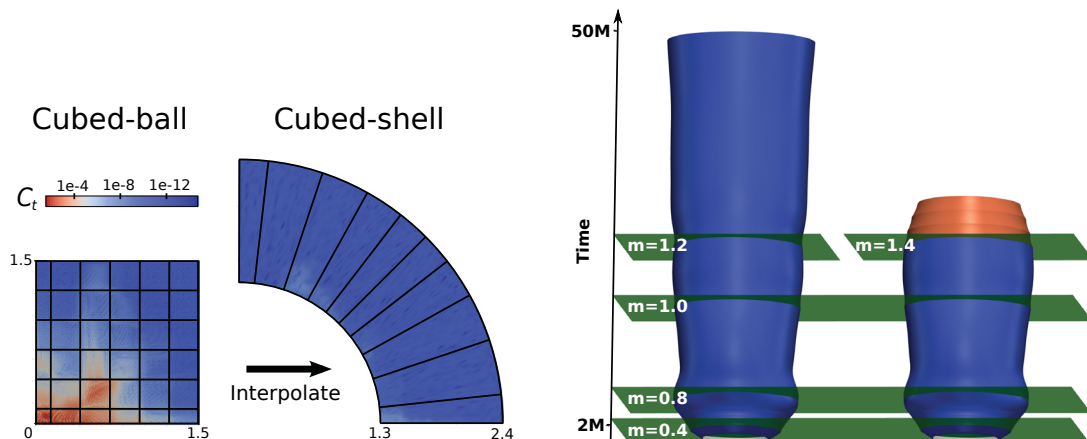 Cubed-ball
Cubed-shell
1e-4 1e-8 1e-12
Ct
1.5
0
1.5
Interpolate
1.3
2.4
50M
Time
2M
m=1.2
m=1.4
m=1.0
m=0.8
m=0.4